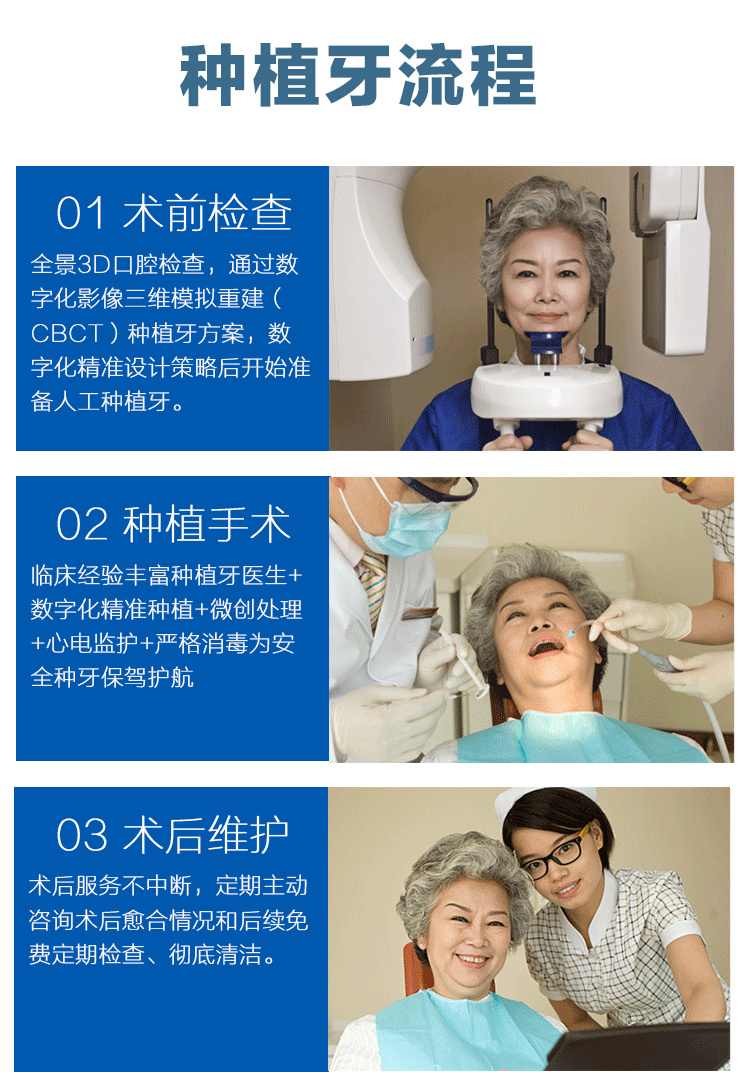 种植牙流程
01 术前检查
全景3D口腔检查，通过数
字化影像三维模拟重建（
CBCT）种植牙方案，数
字化精准设计策略后开始准
备人工种植牙。
02 种植手术
临床经验丰富种植牙医生+
数字化精准种植+微创处理
+心电监护+严格消毒为安
全种牙保驾护航
03 术后维护
术后服务不中断，定期主动
咨询术后愈合情况和后续免
费定期检查、彻底清洁。